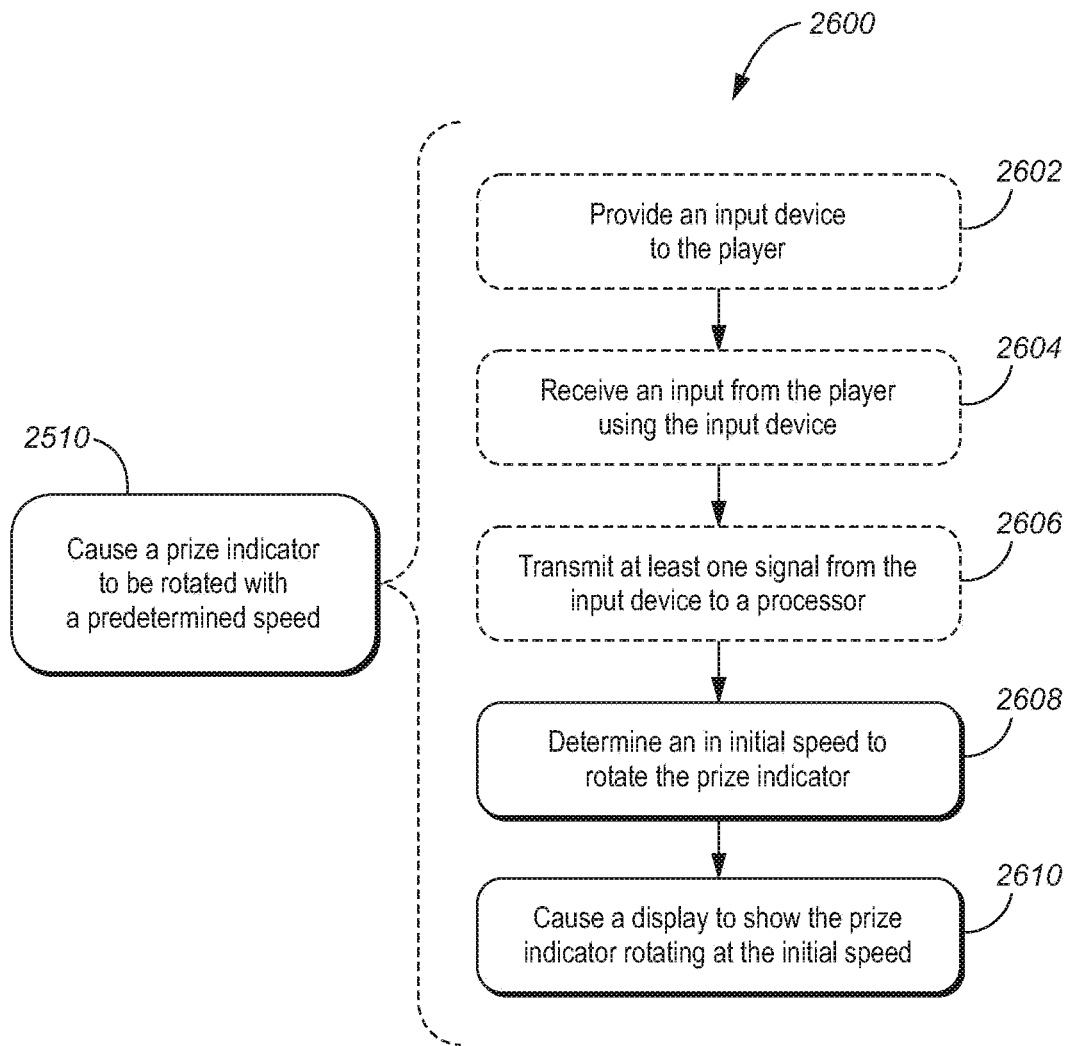 2600
2602
Provide an input device
to the player
2604
Receive an input from the player
using the input device
2510
Cause a prize indicator
to be rotated with
a predetermined speed
2606
Transmit at least one signal from the
input device to a processor
2608
Determine an in initial speed to
rotate the prize indicator
2610
Cause a display to show the prize
indicator rotating at the initial speed